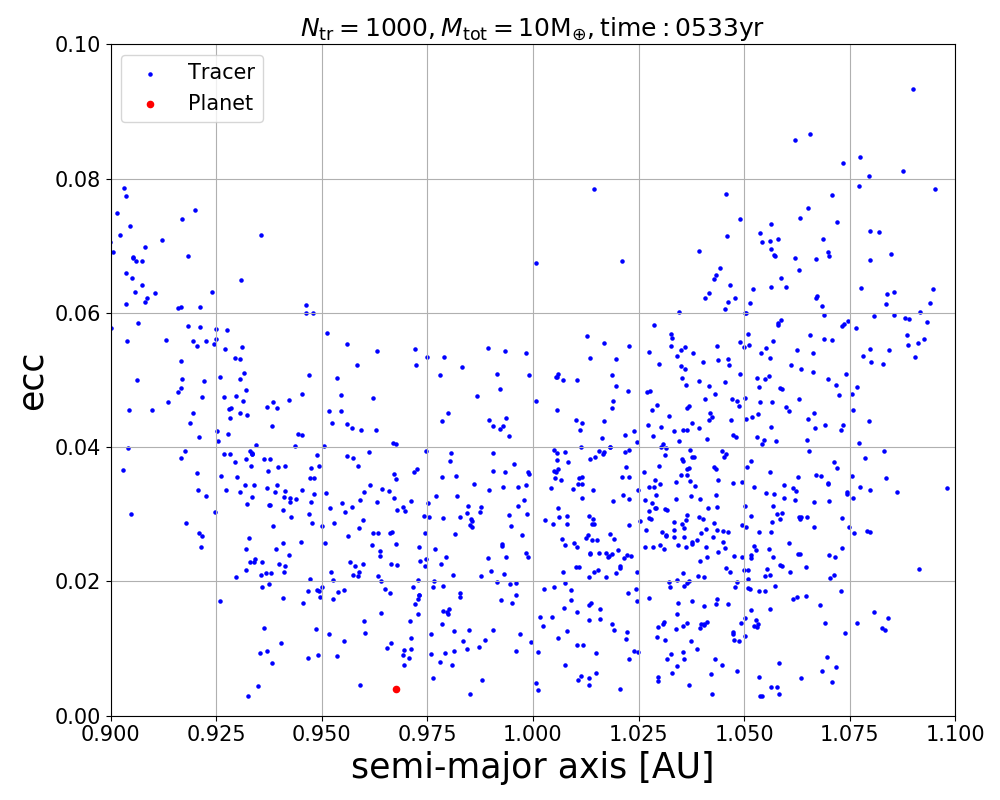 N_tr = 1000, M_tot = 10M_⊕, time : 0533yr
Tracer
Planet
0.10
0.08
0.06
0.04
0.02
0.00
ecc
0.900 0.925 0.950 0.975 1.000 1.025 1.050 1.075 1.100
semi-major axis [AU]